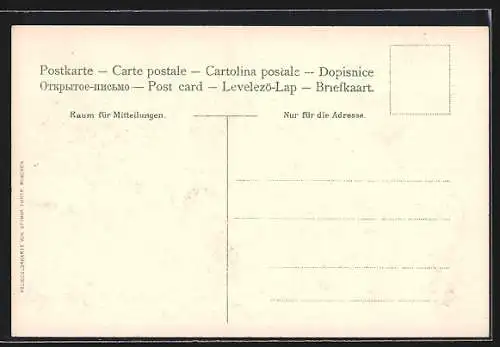 Postkarte — Carte postale — Cartolina postale — Dopisnice
Открытое-письмо — Post card — Levelezö-Lap — Briefkaart.
Raum für Mitteilungen.
Nur für die Adresse.